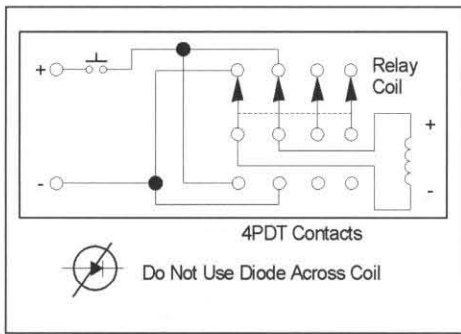 +
Relay
Coil
+
-
-
4PDT Contacts
Do Not Use Diode Across Coil